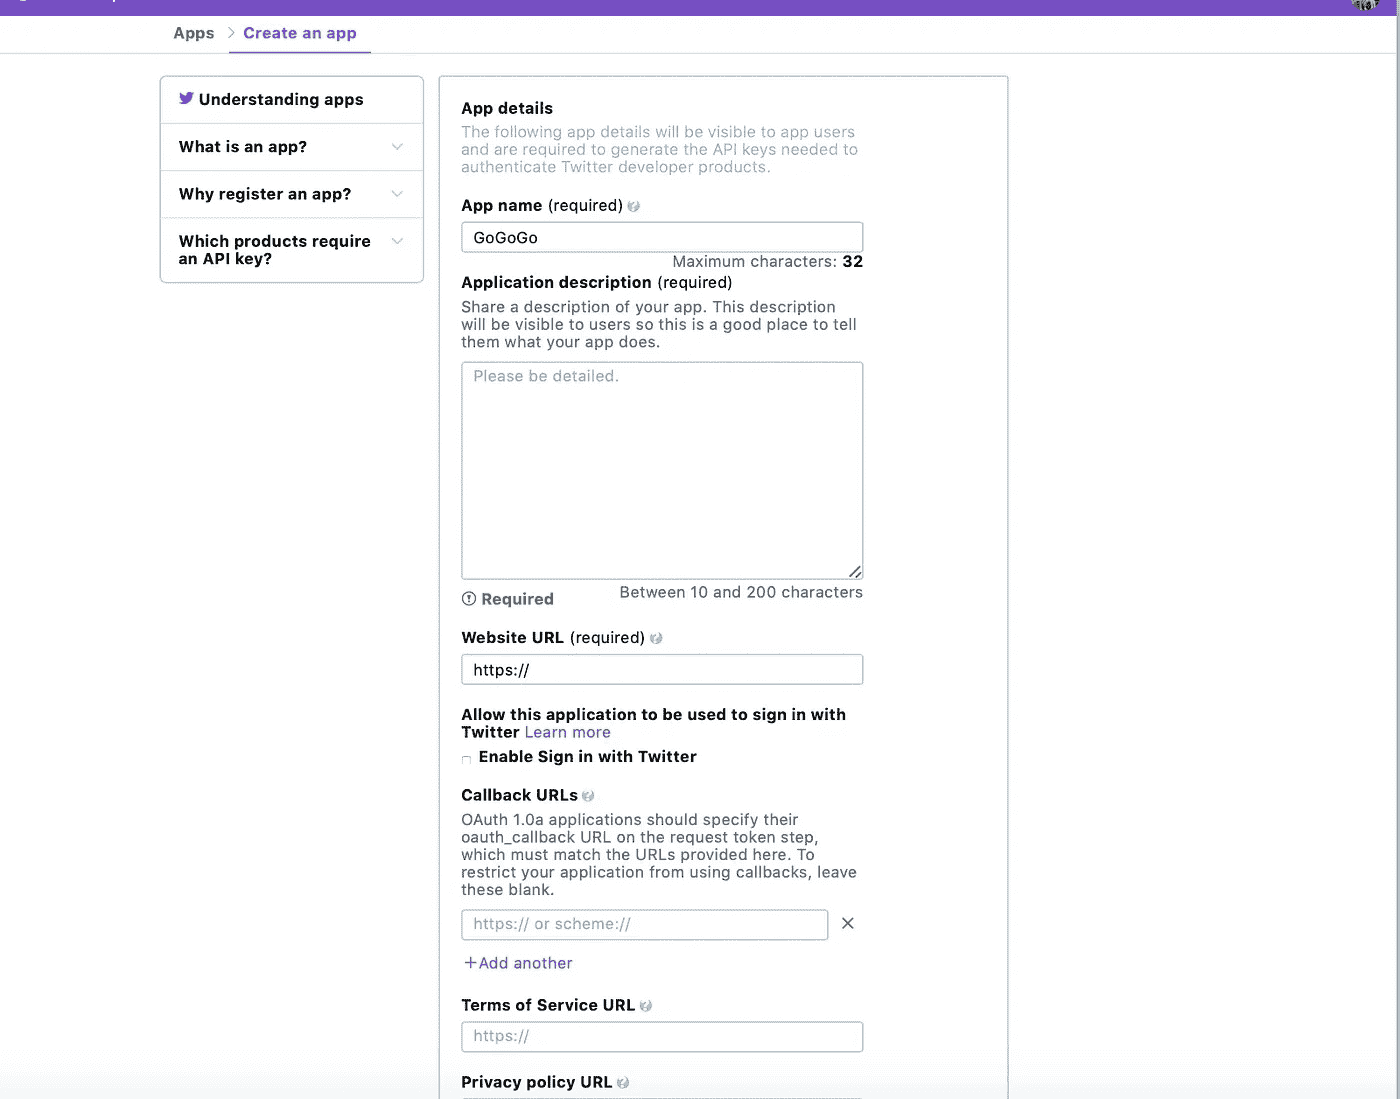 Apps > Create an app
Understanding apps
What is an app?
Why register an app?
Which products require
an API key?
App details
The following app details will be visible to app users
and are required to generate the API keys needed to
authenticate Twitter developer products.
App name (required)
GoGoGo
Maximum characters: 32
Application description (required)
Share a description of your app. This description
will be visible to users so this is a good place to tell
them what your app does.
Please be detailed.
Between 10 and 200 characters
Required
Website URL (required)
https://
Allow this application to be used to sign in with
Twitter Learn more
Enable Sign in with Twitter
Callback URLs
OAuth 1.0a applications should specify their
oauth_callback URL on the request token step,
which must match the URLs provided here. To
restrict your application from using callbacks, leave
these blank.
https:// or scheme://
+Add another
Terms of Service URL
https://
Privacy policy URL